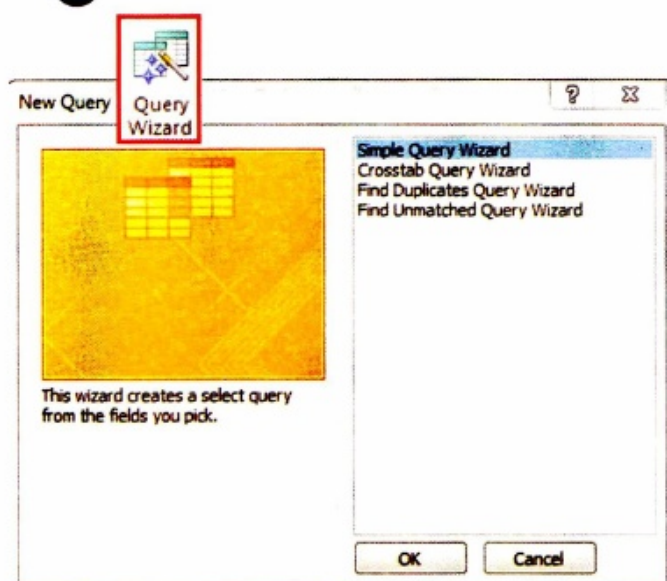 New Query
Query
Wizard
Simple Query Wizard
Crosstab Query Wizard
Find Duplicates Query Wizard
Find Unmatched Query Wizard
This wizard creates a select query
from the fields you pick.
OK
Cancel